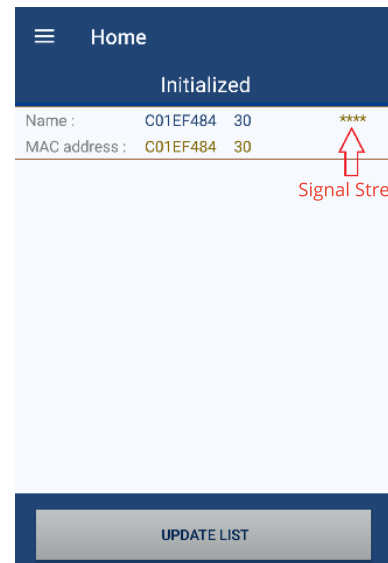 Home
Initialized
Name : C01EF484 30 ****
MAC address : C01EF484 30
Signal Stre
UPDATE LIST